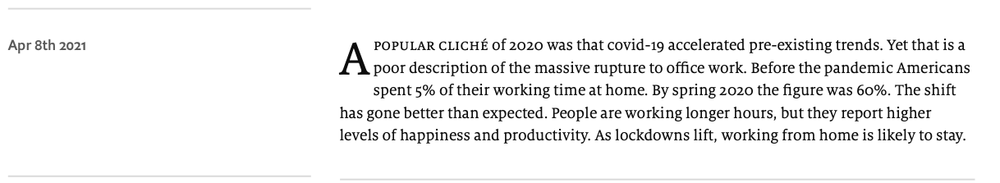 Apr 8th 2021
A POPULAR CLICHÉ of 2020 was that covid-19 accelerated pre-existing trends. Yet that is a
poor description of the massive rupture to office work. Before the pandemic Americans
spent 5% of their working time at home. By spring 2020 the figure was 60%. The shift
has gone better than expected. People are working longer hours, but they report higher
levels of happiness and productivity. As lockdowns lift, working from home is likely to stay.